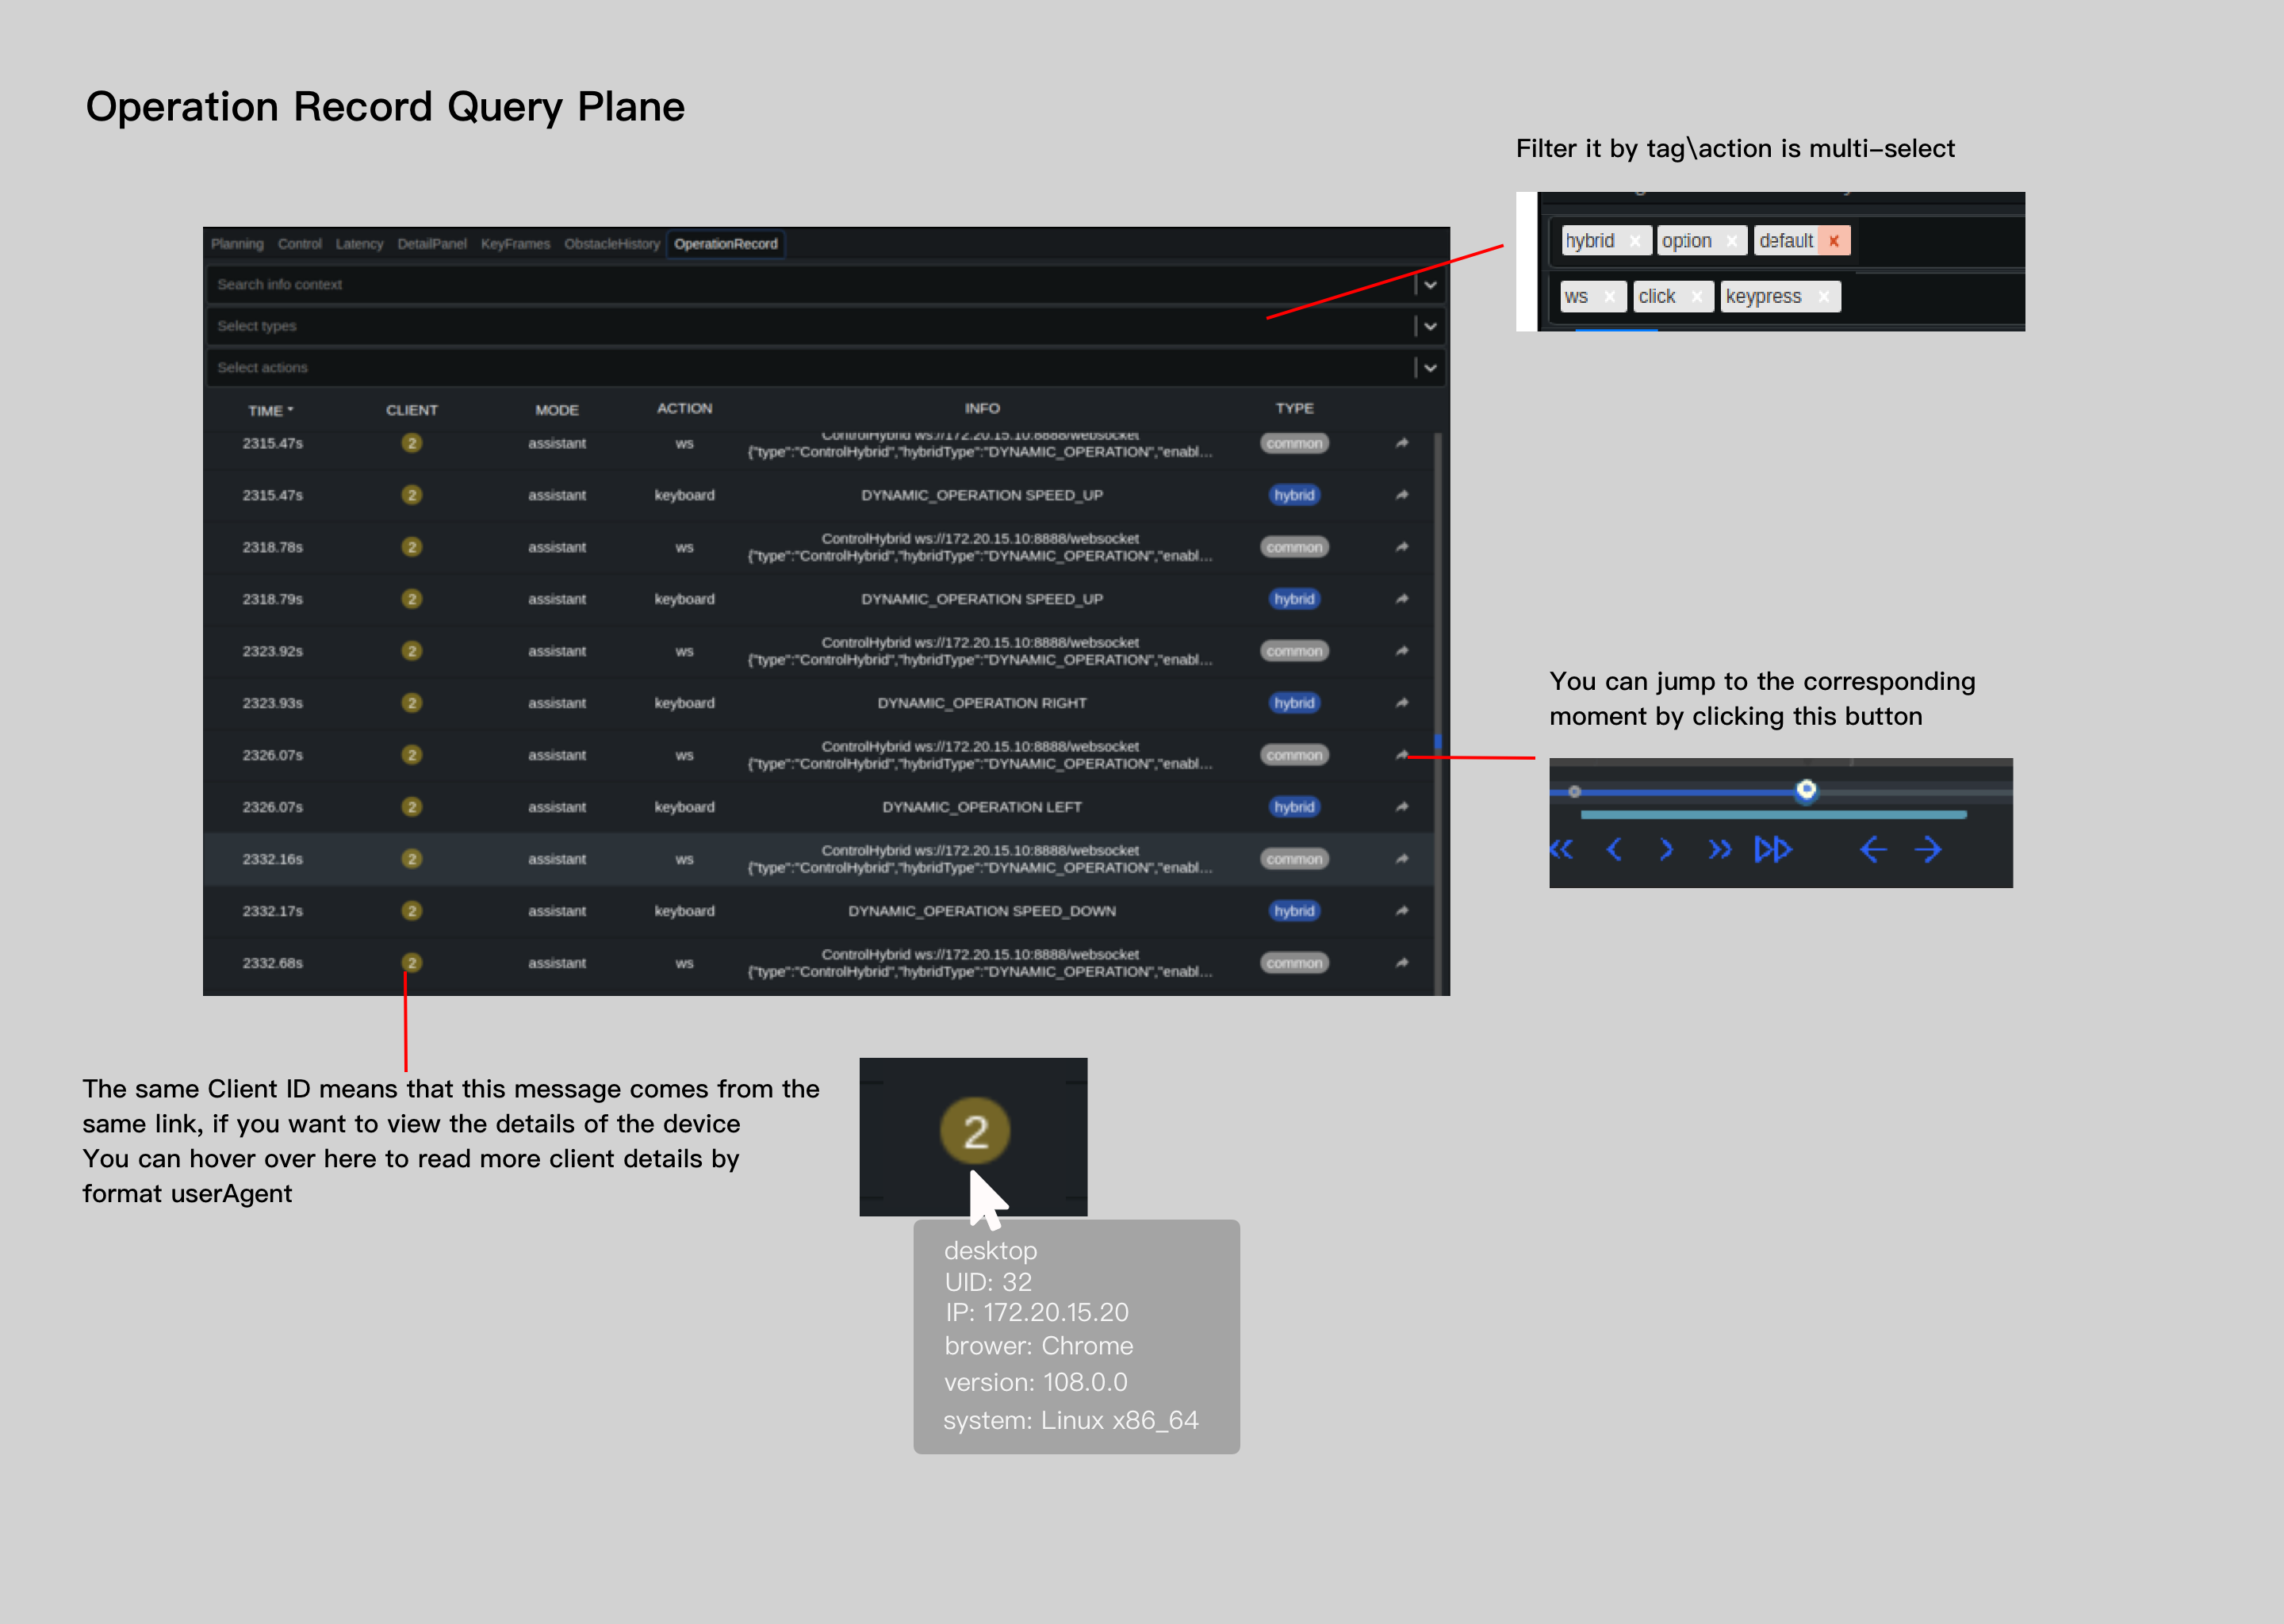 Operation Record Query Plane
Filter it by tag\action is multi-select
hybrid × option × default ×
ws × click × keypress ×
Planning Control Latency DetailPanel KeyFrames ObstacleHistory OperationRecord
Search info context
Select types
Select actions
TIME CLIENT MODE ACTION INFO TYPE
ControlHybrid ws://172.20.15.10:8888/websocket
2315.47s 2 assistant ws {"type":"ControlHybrid","hybridType":"DYNAMIC_OPERATION","enabl... common
2315.47s 2 assistant keyboard DYNAMIC_OPERATION SPEED_UP hybrid
ControlHybrid ws://172.20.15.10:8888/websocket
2318.78s 2 assistant ws {"type":"ControlHybrid","hybridType":"DYNAMIC_OPERATION","enabl... common
2318.79s 2 assistant keyboard DYNAMIC_OPERATION SPEED_UP hybrid
ControlHybrid ws://172.20.15.10:8888/websocket
2323.92s 2 assistant ws {"type":"ControlHybrid","hybridType":"DYNAMIC_OPERATION","enabl... common
2323.93s 2 assistant keyboard DYNAMIC_OPERATION RIGHT hybrid
ControlHybrid ws://172.20.15.10:8888/websocket
2326.07s 2 assistant ws {"type":"ControlHybrid","hybridType":"DYNAMIC_OPERATION","enabl... common
2326.07s 2 assistant keyboard DYNAMIC_OPERATION LEFT hybrid
ControlHybrid ws://172.20.15.10:8888/websocket
2332.16s 2 assistant ws {"type":"ControlHybrid","hybridType":"DYNAMIC_OPERATION","enabl... common
2332.17s 2 assistant keyboard DYNAMIC_OPERATION SPEED_DOWN hybrid
ControlHybrid ws://172.20.15.10:8888/websocket
2332.68s 2 assistant ws {"type":"ControlHybrid","hybridType":"DYNAMIC_OPERATION","enabl... common
You can jump to the corresponding
moment by clicking this button
The same Client ID means that this message comes from the
same link, if you want to view the details of the device
You can hover over here to read more client details by
format userAgent
2
desktop
UID: 32
IP: 172.20.15.20
brower: Chrome
version: 108.0.0
system: Linux x86_64